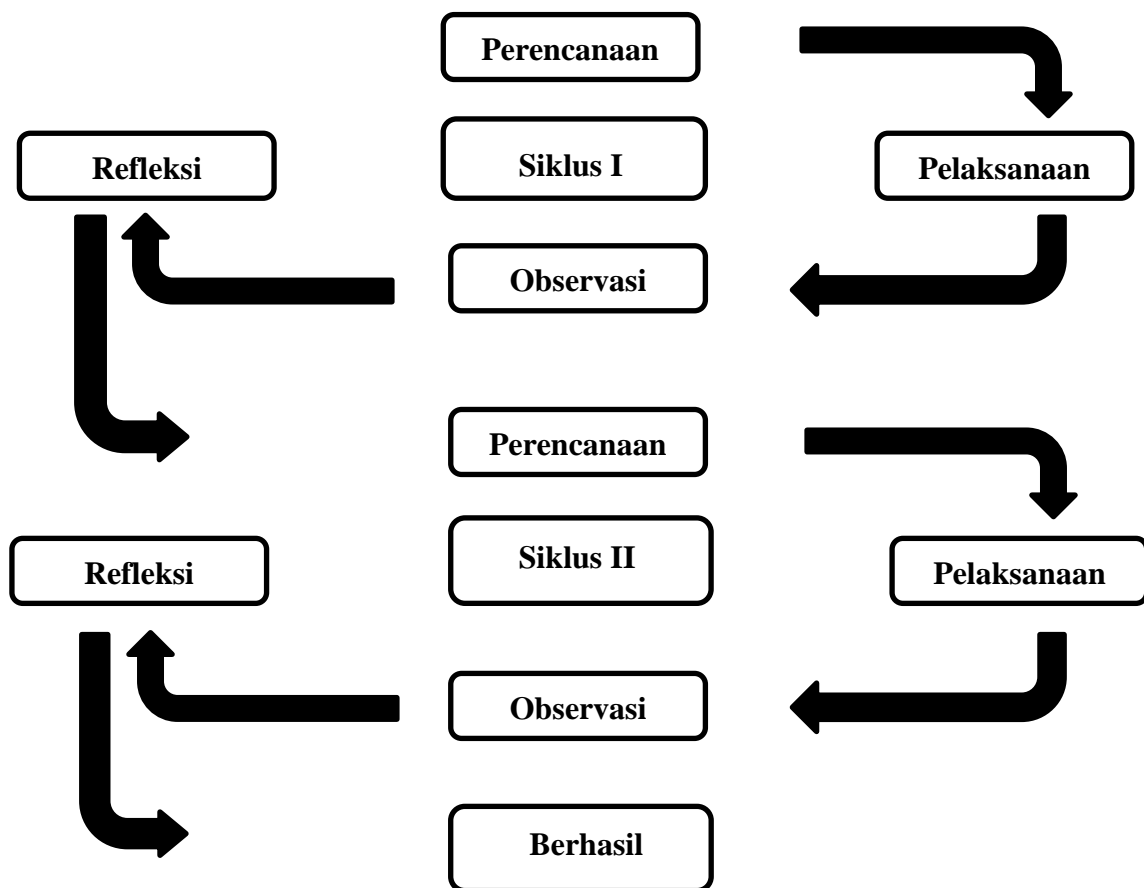 Perencanaan
Refleksi
Siklus I
Pelaksanaan
Observasi
Perencanaan
Refleksi
Siklus II
Pelaksanaan
Observasi
Berhasil